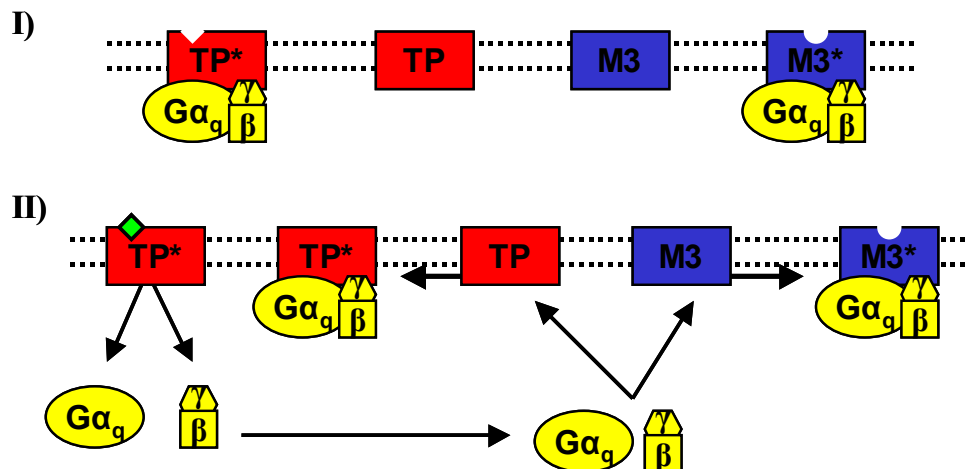 I)
TP* TP M3 M3*
Gαq γ β Gαq γ β
II)
TP* TP* TP M3 M3*
Gαq γ β Gαq γ β
Gαq γ β Gαq γ β